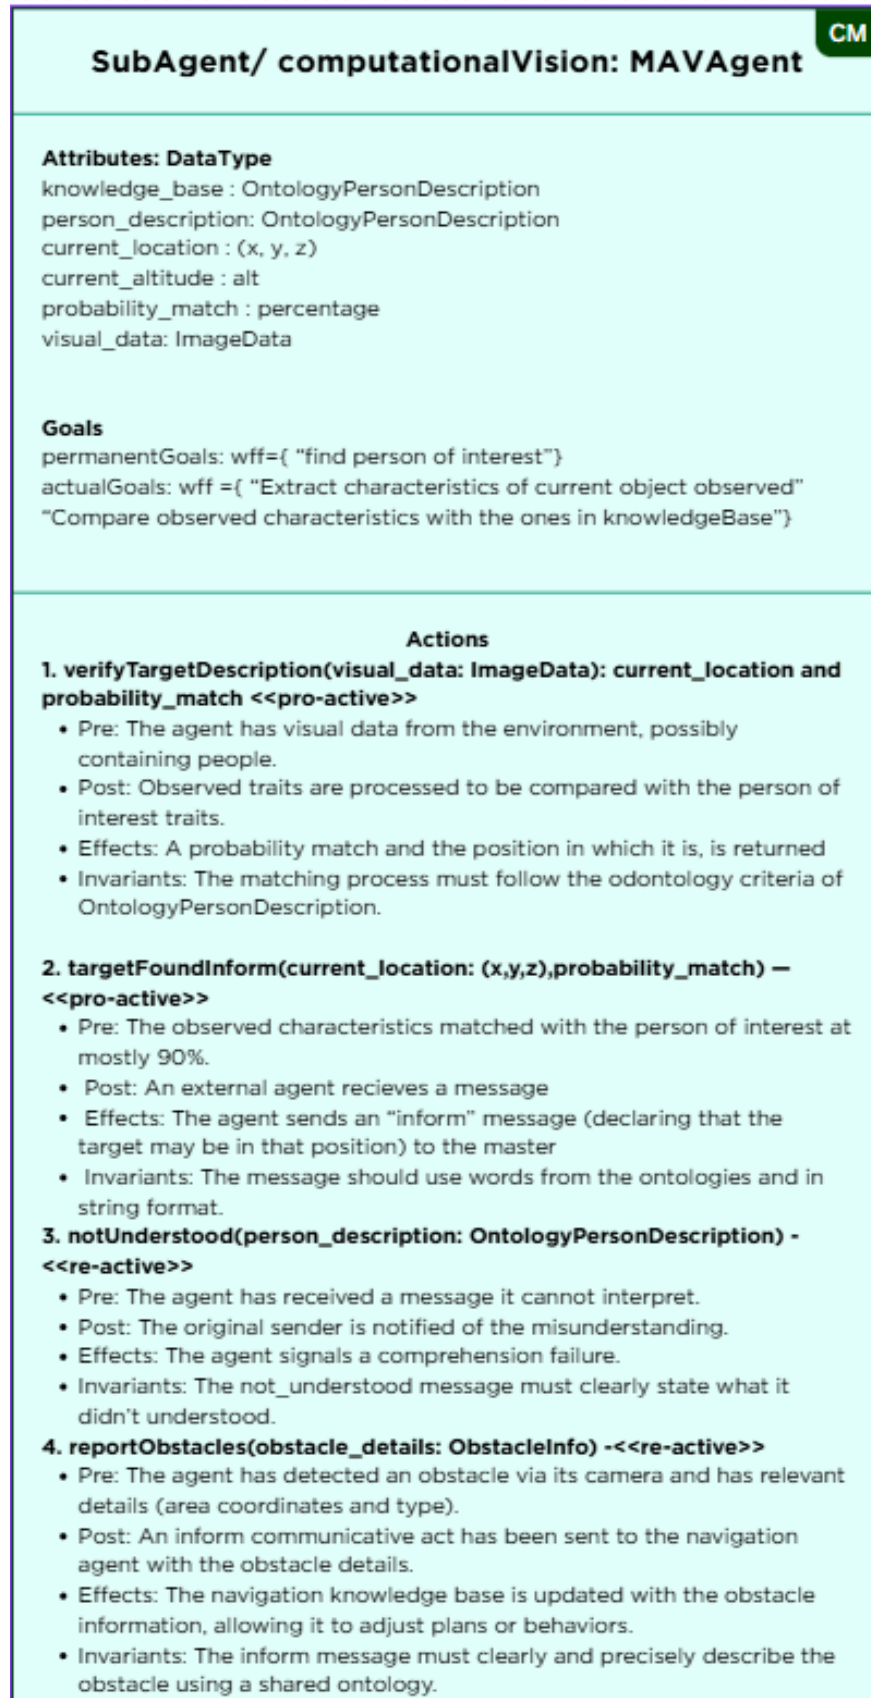 CM
SubAgent/ computationalVision: MAVAgent
Attributes: DataType
knowledge_base : OntologyPersonDescription
person_description: OntologyPersonDescription
current_location : (x, y, z)
current_altitude : alt
probability_match : percentage
visual_data: ImageData
Goals
permanentGoals: wff={ “find person of interest”}
actualGoals: wff ={ “Extract characteristics of current object observed”
“Compare observed characteristics with the ones in knowledgeBase”}
Actions
1. verifyTargetDescription(visual_data: ImageData): current_location and
probability_match <<pro-active>>
• Pre: The agent has visual data from the environment, possibly
containing people.
• Post: Observed traits are processed to be compared with the person of
interest traits.
• Effects: A probability match and the position in which it is, is returned
• Invariants: The matching process must follow the odontology criteria of
OntologyPersonDescription.
2. targetFoundInform(current_location: (x,y,z),probability_match) —
<<pro-active>>
• Pre: The observed characteristics matched with the person of interest at
mostly 90%.
• Post: An external agent recieves a message
• Effects: The agent sends an “inform” message (declaring that the
target may be in that position) to the master
• Invariants: The message should use words from the ontologies and in
string format.
3. notUnderstood(person_description: OntologyPersonDescription) -
<<re-active>>
• Pre: The agent has received a message it cannot interpret.
• Post: The original sender is notified of the misunderstanding.
• Effects: The agent signals a comprehension failure.
• Invariants: The not_understood message must clearly state what it
didn’t understood.
4. reportObstacles(obstacle_details: ObstacleInfo) -<<re-active>>
• Pre: The agent has detected an obstacle via its camera and has relevant
details (area coordinates and type).
• Post: An inform communicative act has been sent to the navigation
agent with the obstacle details.
• Effects: The navigation knowledge base is updated with the obstacle
information, allowing it to adjust plans or behaviors.
• Invariants: The inform message must clearly and precisely describe the
obstacle using a shared ontology.